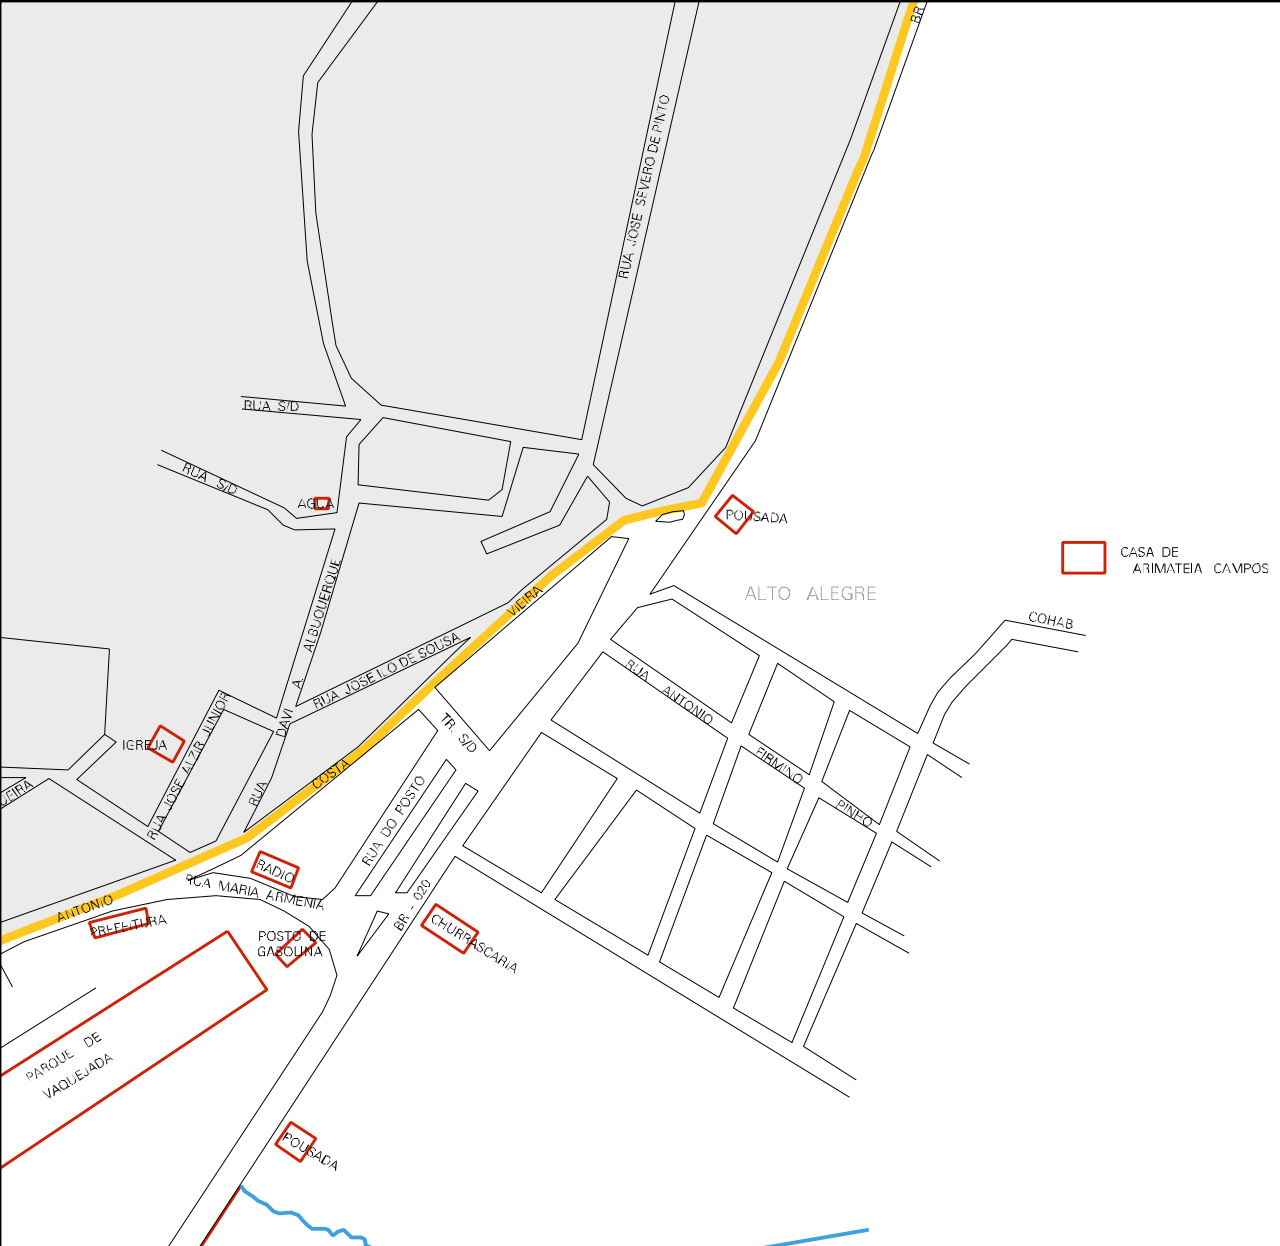 BR
RUA JOSE SEVERO DE PINTO
RUA S/D
RUA S/D
AGUA
POUSADA
CASA DE
ARIMATEIA CAMPOS
ALTO ALEGRE
COHAB
RUA DAVI A. ALBUQUERQUE
VIEIRA
RUA JOSE ILO DE SOUSA
RUA ANTONIO
FIRMINO
PINHO
TR. S/D
IGREJA
RUA JOSE ALZIR JUNIOR
COSTA
RUA DO POSTO
RADIO
RUA MARIA ARMENIA
ANTONIO
PREFEITURA
BR - 020
CHURRASCARIA
POSTO DE
GASOLINA
PARQUE DE
VAQUEJADA
POUSADA